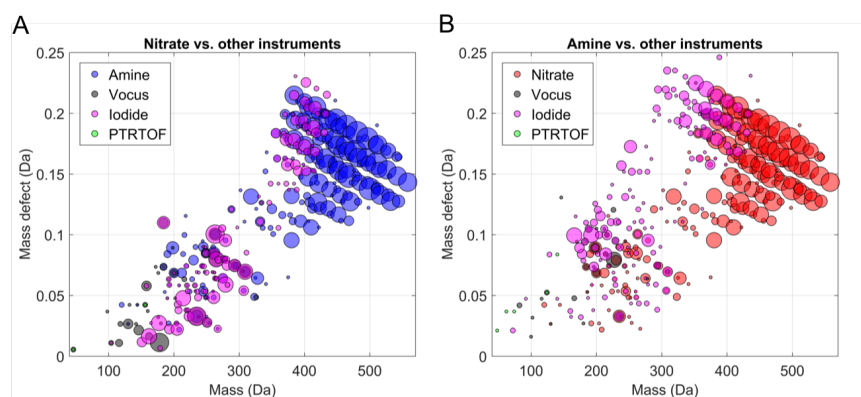 A
Nitrate vs. other instruments
Amine
Vocus
Iodide
PTRTOF
0.25
0.2
0.15
0.1
0.05
0
Mass defect (Da)
100 200 300 400 500
Mass (Da)
B
Amine vs. other instruments
Nitrate
Vocus
Iodide
PTRTOF
0.25
0.2
0.15
0.1
0.05
0
Mass defect (Da)
100 200 300 400 500
Mass (Da)